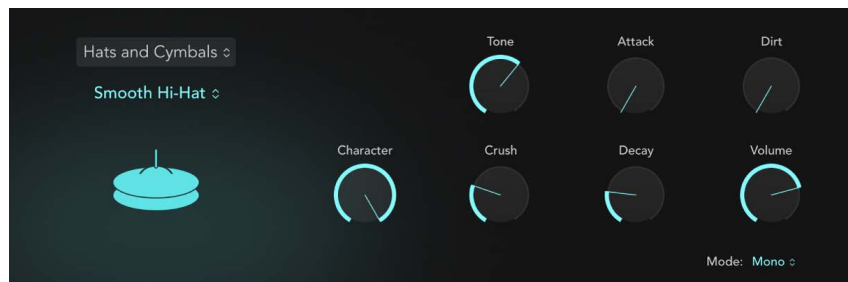 Hats and Cymbals
Smooth Hi-Hat
Tone Attack Dirt
Character Crush Decay Volume
Mode: Mono